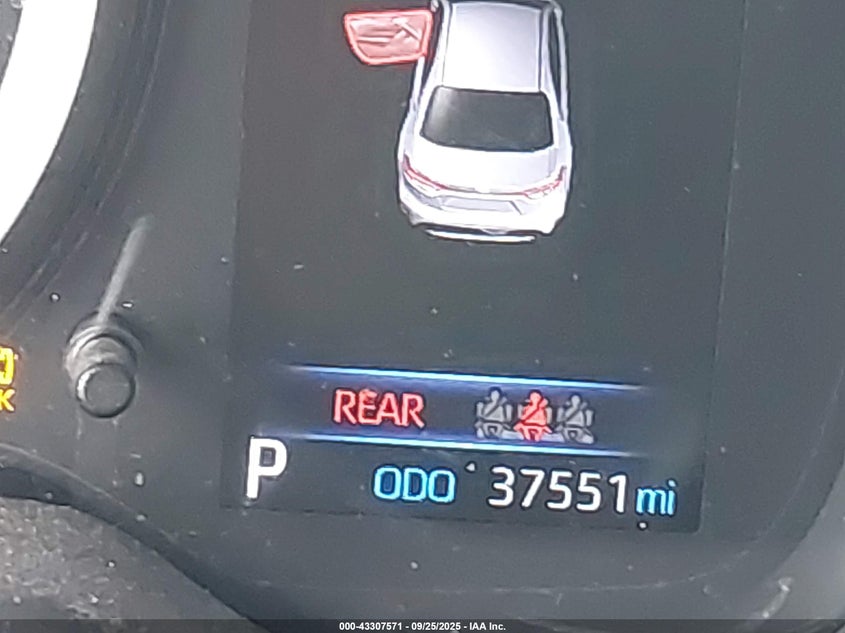 REAR
P ODO 37551 mi
K
000-43307571 - 09/25/2025 - IAA Inc.